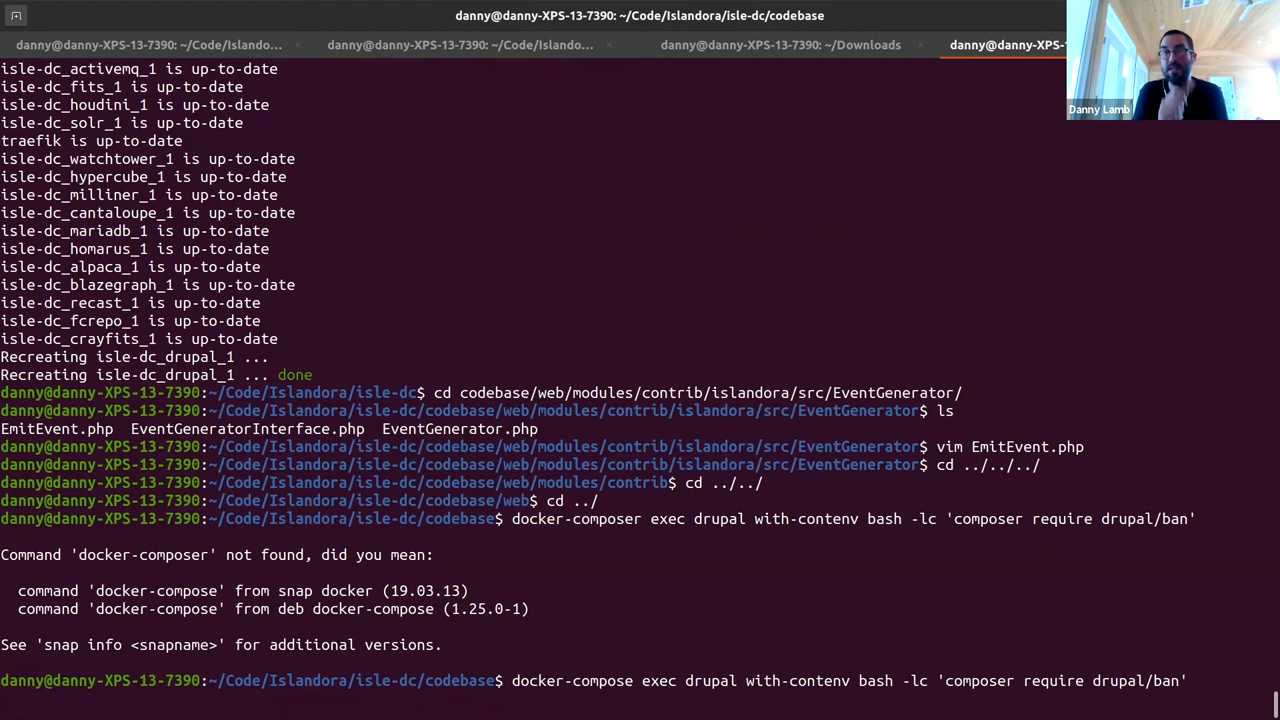 danny@danny-XPS-13-7390: ~/Code/Islandora/isle-dc/codebase
danny@danny-XPS-13-7390: ~/Code/Islando... × danny@danny-XPS-13-7390: ~/Code/Islando... × danny@danny-XPS-13-7390: ~/Downloads × danny@danny-XPS-1
Danny Lamb
isle-dc_activemq_1 is up-to-date
isle-dc_fits_1 is up-to-date
isle-dc_houdini_1 is up-to-date
isle-dc_solr_1 is up-to-date
traefik is up-to-date
isle-dc_watchtower_1 is up-to-date
isle-dc_hypercube_1 is up-to-date
isle-dc_milliner_1 is up-to-date
isle-dc_cantaloupe_1 is up-to-date
isle-dc_mariadb_1 is up-to-date
isle-dc_homarus_1 is up-to-date
isle-dc_alpaca_1 is up-to-date
isle-dc_blazegraph_1 is up-to-date
isle-dc_recast_1 is up-to-date
isle-dc_fcrepo_1 is up-to-date
isle-dc_crayfits_1 is up-to-date
Recreating isle-dc_drupal_1 ...
Recreating isle-dc_drupal_1 ... done
danny@danny-XPS-13-7390:~/Code/Islandora/isle-dc$ cd codebase/web/modules/contrib/islandora/src/EventGenerator/
danny@danny-XPS-13-7390:~/Code/Islandora/isle-dc/codebase/web/modules/contrib/islandora/src/EventGenerator$ ls
EmitEvent.php  EventGeneratorInterface.php  EventGenerator.php
danny@danny-XPS-13-7390:~/Code/Islandora/isle-dc/codebase/web/modules/contrib/islandora/src/EventGenerator$ vim EmitEvent.php
danny@danny-XPS-13-7390:~/Code/Islandora/isle-dc/codebase/web/modules/contrib/islandora/src/EventGenerator$ cd ../../../
danny@danny-XPS-13-7390:~/Code/Islandora/isle-dc/codebase/web/modules/contrib$ cd ../../
danny@danny-XPS-13-7390:~/Code/Islandora/isle-dc/codebase/web$ cd ../
danny@danny-XPS-13-7390:~/Code/Islandora/isle-dc/codebase$ docker-composer exec drupal with-contenv bash -lc 'composer require drupal/ban'
Command 'docker-composer' not found, did you mean:
command 'docker-compose' from snap docker (19.03.13)
command 'docker-compose' from deb docker-compose (1.25.0-1)
See 'snap info <snapname>' for additional versions.
danny@danny-XPS-13-7390:~/Code/Islandora/isle-dc/codebase$ docker-compose exec drupal with-contenv bash -lc 'composer require drupal/ban'